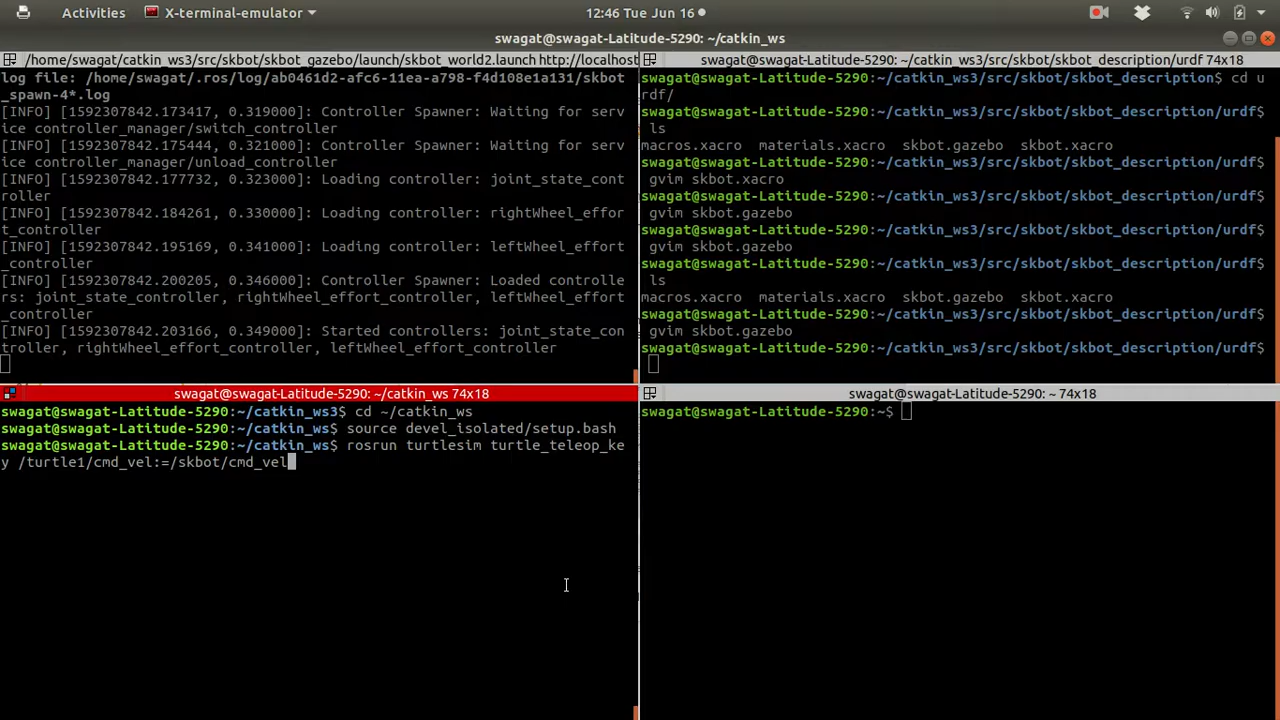 Activities X-terminal-emulator 12:46 Tue Jun 16
swagat@swagat-Latitude-5290: ~/catkin_ws
/home/swagat/catkin_ws3/src/skbot/skbot_gazebo/launch/skbot_world2.launch http://localhost
log file: /home/swagat/.ros/log/ab0461d2-afc6-11ea-a798-f4d108e1a131/skbot
_spawn-4*.log
[INFO] [1592307842.173417, 0.319000]: Controller Spawner: Waiting for serv
ice controller_manager/switch_controller
[INFO] [1592307842.175444, 0.321000]: Controller Spawner: Waiting for serv
ice controller_manager/unload_controller
[INFO] [1592307842.177732, 0.323000]: Loading controller: joint_state_cont
roller
[INFO] [1592307842.184261, 0.330000]: Loading controller: rightWheel_effor
t_controller
[INFO] [1592307842.195169, 0.341000]: Loading controller: leftWheel_effort
_controller
[INFO] [1592307842.200205, 0.346000]: Controller Spawner: Loaded controlle
rs: joint_state_controller, rightWheel_effort_controller, leftWheel_effort
_controller
[INFO] [1592307842.203166, 0.349000]: Started controllers: joint_state_con
troller, rightWheel_effort_controller, leftWheel_effort_controller
swagat@swagat-Latitude-5290: ~/catkin_ws3/src/skbot/skbot_description/urdf 74x18
swagat@swagat-Latitude-5290:~/catkin_ws3/src/skbot/skbot_description$ cd u
rdf/
swagat@swagat-Latitude-5290:~/catkin_ws3/src/skbot/skbot_description/urdf$
ls
macros.xacro materials.xacro skbot.gazebo skbot.xacro
swagat@swagat-Latitude-5290:~/catkin_ws3/src/skbot/skbot_description/urdf$
gvim skbot.xacro
swagat@swagat-Latitude-5290:~/catkin_ws3/src/skbot/skbot_description/urdf$
gvim skbot.gazebo
swagat@swagat-Latitude-5290:~/catkin_ws3/src/skbot/skbot_description/urdf$
gvim skbot.gazebo
swagat@swagat-Latitude-5290:~/catkin_ws3/src/skbot/skbot_description/urdf$
ls
macros.xacro materials.xacro skbot.gazebo skbot.xacro
swagat@swagat-Latitude-5290:~/catkin_ws3/src/skbot/skbot_description/urdf$
gvim skbot.gazebo
swagat@swagat-Latitude-5290:~/catkin_ws3/src/skbot/skbot_description/urdf$
swagat@swagat-Latitude-5290: ~/catkin_ws 74x18
swagat@swagat-Latitude-5290:~/catkin_ws3$ cd ~/catkin_ws
swagat@swagat-Latitude-5290:~/catkin_ws$ source devel_isolated/setup.bash
swagat@swagat-Latitude-5290:~/catkin_ws$ rosrun turtlesim turtle_teleop_ke
y /turtle1/cmd_vel:=/skbot/cmd_vel
swagat@swagat-Latitude-5290: ~ 74x18
swagat@swagat-Latitude-5290:~$